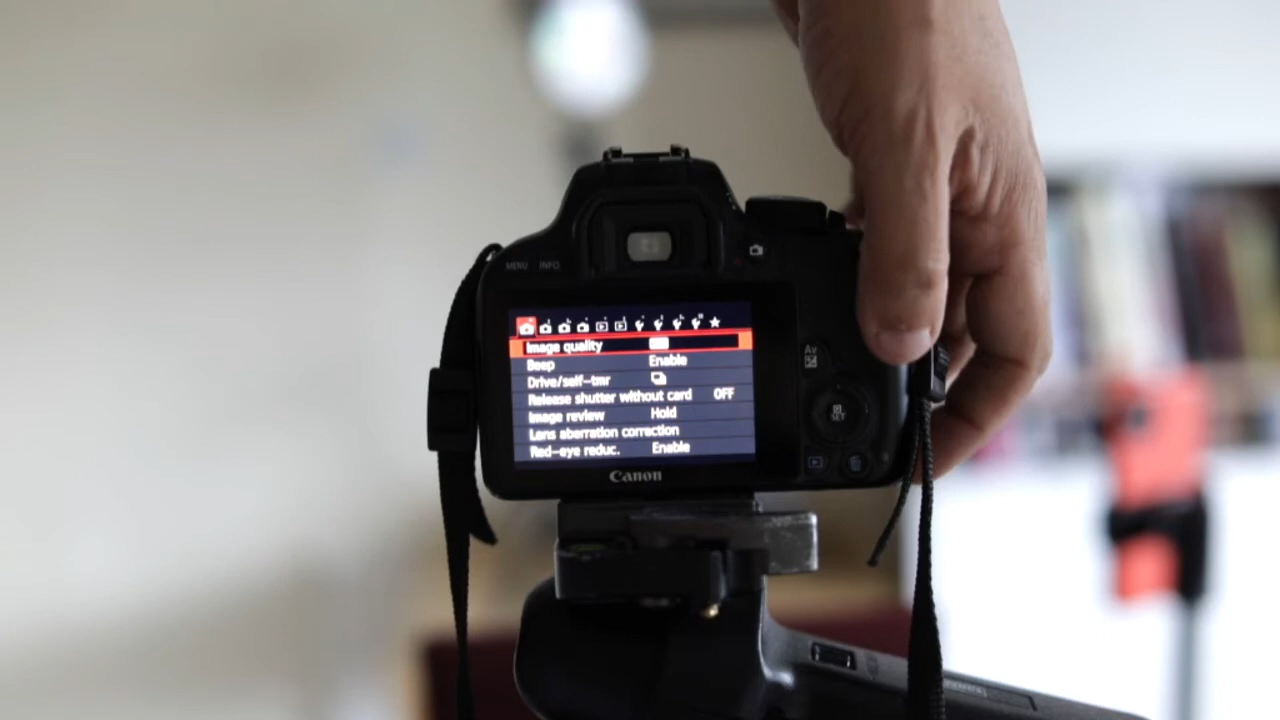 MENU INFO
Image quality
Beep Enable
Drive/self-tmr
Release shutter without card OFF
Image review Hold
Lens aberration correction
Red-eye reduc. Enable
Av
SET
Canon